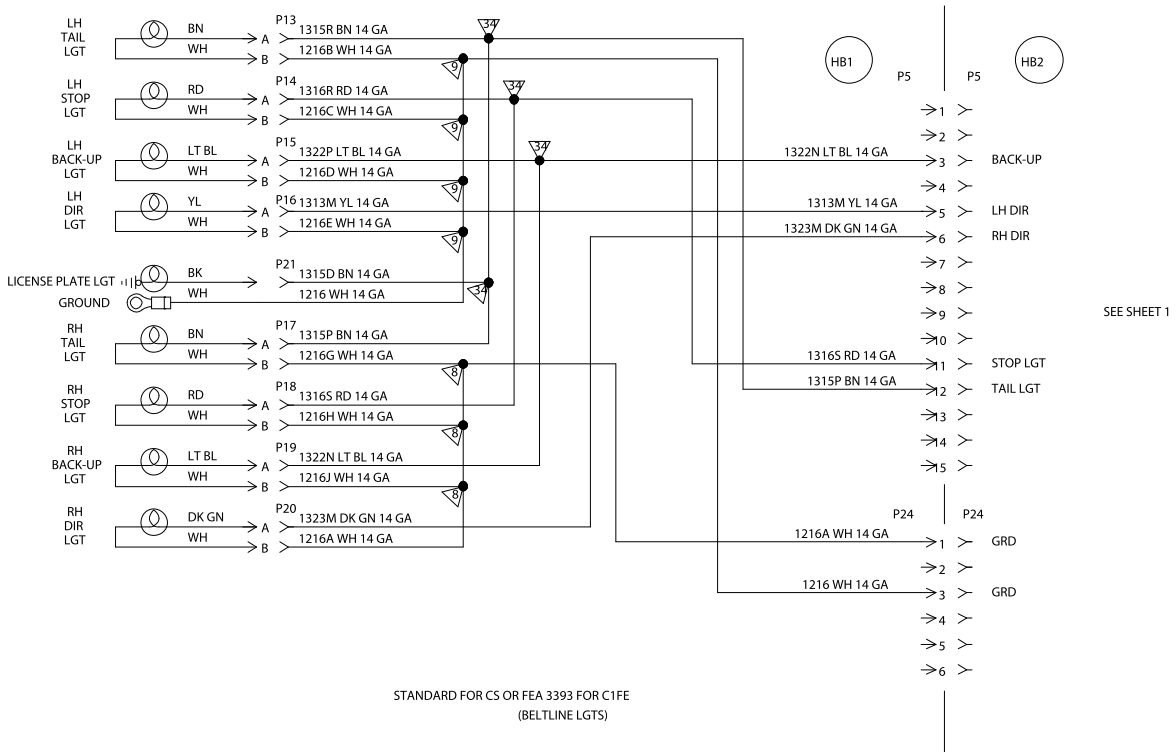 LH
TAIL
LGT
BN
WH
A
B
P13
1315R BN 14 GA
1216B WH 14 GA
34
9
LH
STOP
LGT
RD
WH
A
B
P14
1316R RD 14 GA
1216C WH 14 GA
34
9
LH
BACK-UP
LGT
LT BL
WH
A
B
P15
1322P LT BL 14 GA
1216D WH 14 GA
34
9
LH
DIR
LGT
YL
WH
A
B
P16
1313M YL 14 GA
1216E WH 14 GA
9
LICENSE PLATE LGT
GROUND
BK
WH
P21
1315D BN 14 GA
1216 WH 14 GA
34
RH
TAIL
LGT
BN
WH
A
B
P17
1315P BN 14 GA
1216G WH 14 GA
8
RH
STOP
LGT
RD
WH
A
B
P18
1316S RD 14 GA
1216H WH 14 GA
8
RH
BACK-UP
LGT
LT BL
WH
A
B
P19
1322N LT BL 14 GA
1216J WH 14 GA
8
RH
DIR
LGT
DK GN
WH
A
B
P20
1323M DK GN 14 GA
1216A WH 14 GA
HB1
HB2
P5
P5
1
2
1322N LT BL 14 GA
3
BACK-UP
4
1313M YL 14 GA
5
LH DIR
1323M DK GN 14 GA
6
RH DIR
7
8
9
10
1316S RD 14 GA
11
STOP LGT
1315P BN 14 GA
12
TAIL LGT
13
14
15
SEE SHEET 1
P24
P24
1216A WH 14 GA
1
GRD
2
1216 WH 14 GA
3
GRD
4
5
6
STANDARD FOR CS OR FEA 3393 FOR C1FE
(BELTLINE LGTS)